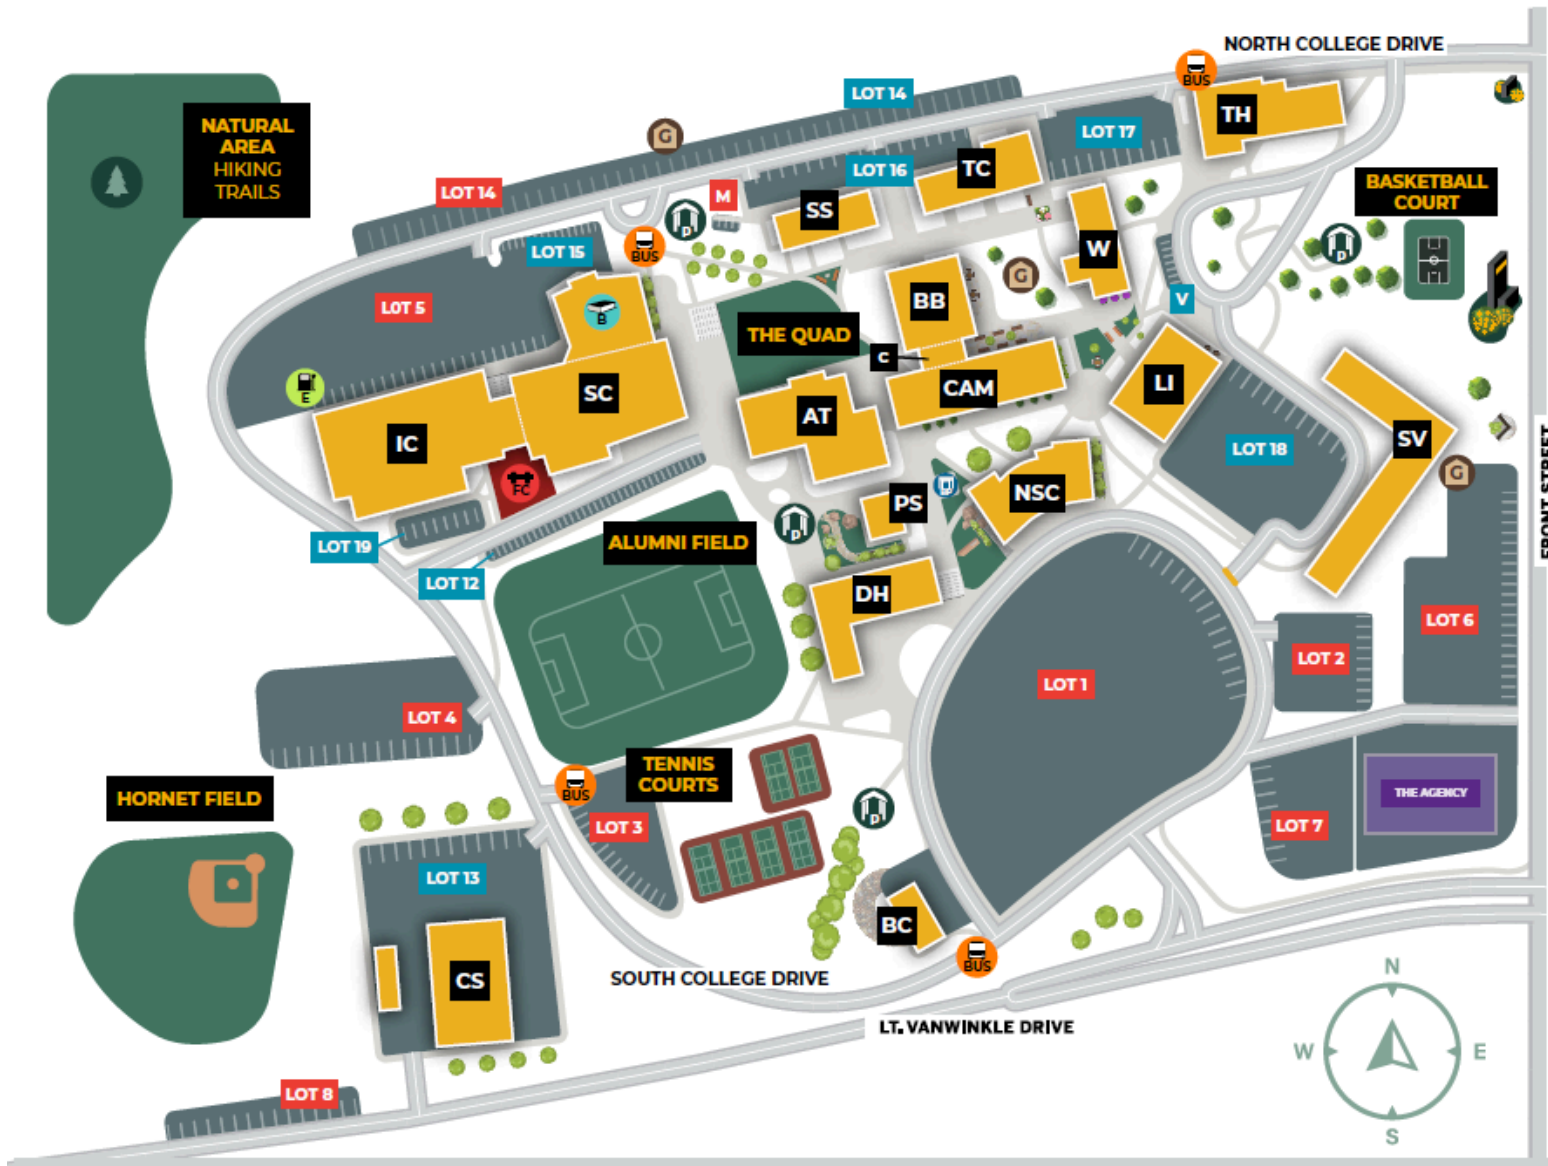 NORTH COLLEGE DRIVE
BUS
TH
LOT 14
G
LOT 17
NATURAL
AREA
HIKING
TRAILS
LOT 16
TC
LOT 14
M
SS
BASKETBALL
COURT
P
BUS
LOT 15
W
P
G
V
LOT 5
B
BB
THE QUAD
C
E
SC
CAM
LI
AT
IC
LOT 18
SV
G
FC
PS
NSC
P
FRONT STREET
LOT 19
ALUMNI FIELD
LOT 12
DH
LOT 6
LOT 2
LOT 1
LOT 4
TENNIS
COURTS
BUS
HORNET FIELD
THE AGENCY
P
LOT 3
LOT 7
LOT 13
BC
BUS
CS
SOUTH COLLEGE DRIVE
LT. VANWINKLE DRIVE
N
W
E
S
LOT 8